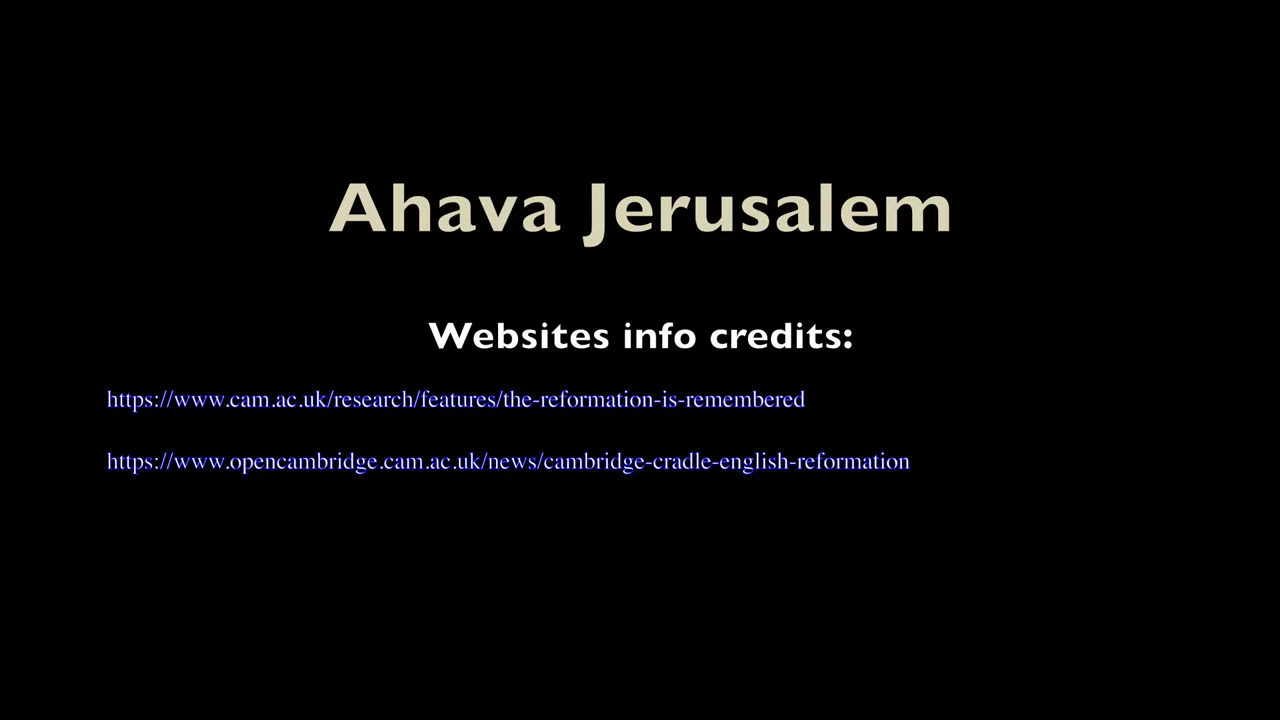 Ahava Jerusalem
Websites info credits:
https://www.cam.ac.uk/research/features/the-reformation-is-remembered
https://www.opencambridge.cam.ac.uk/news/cambridge-cradle-english-reformation